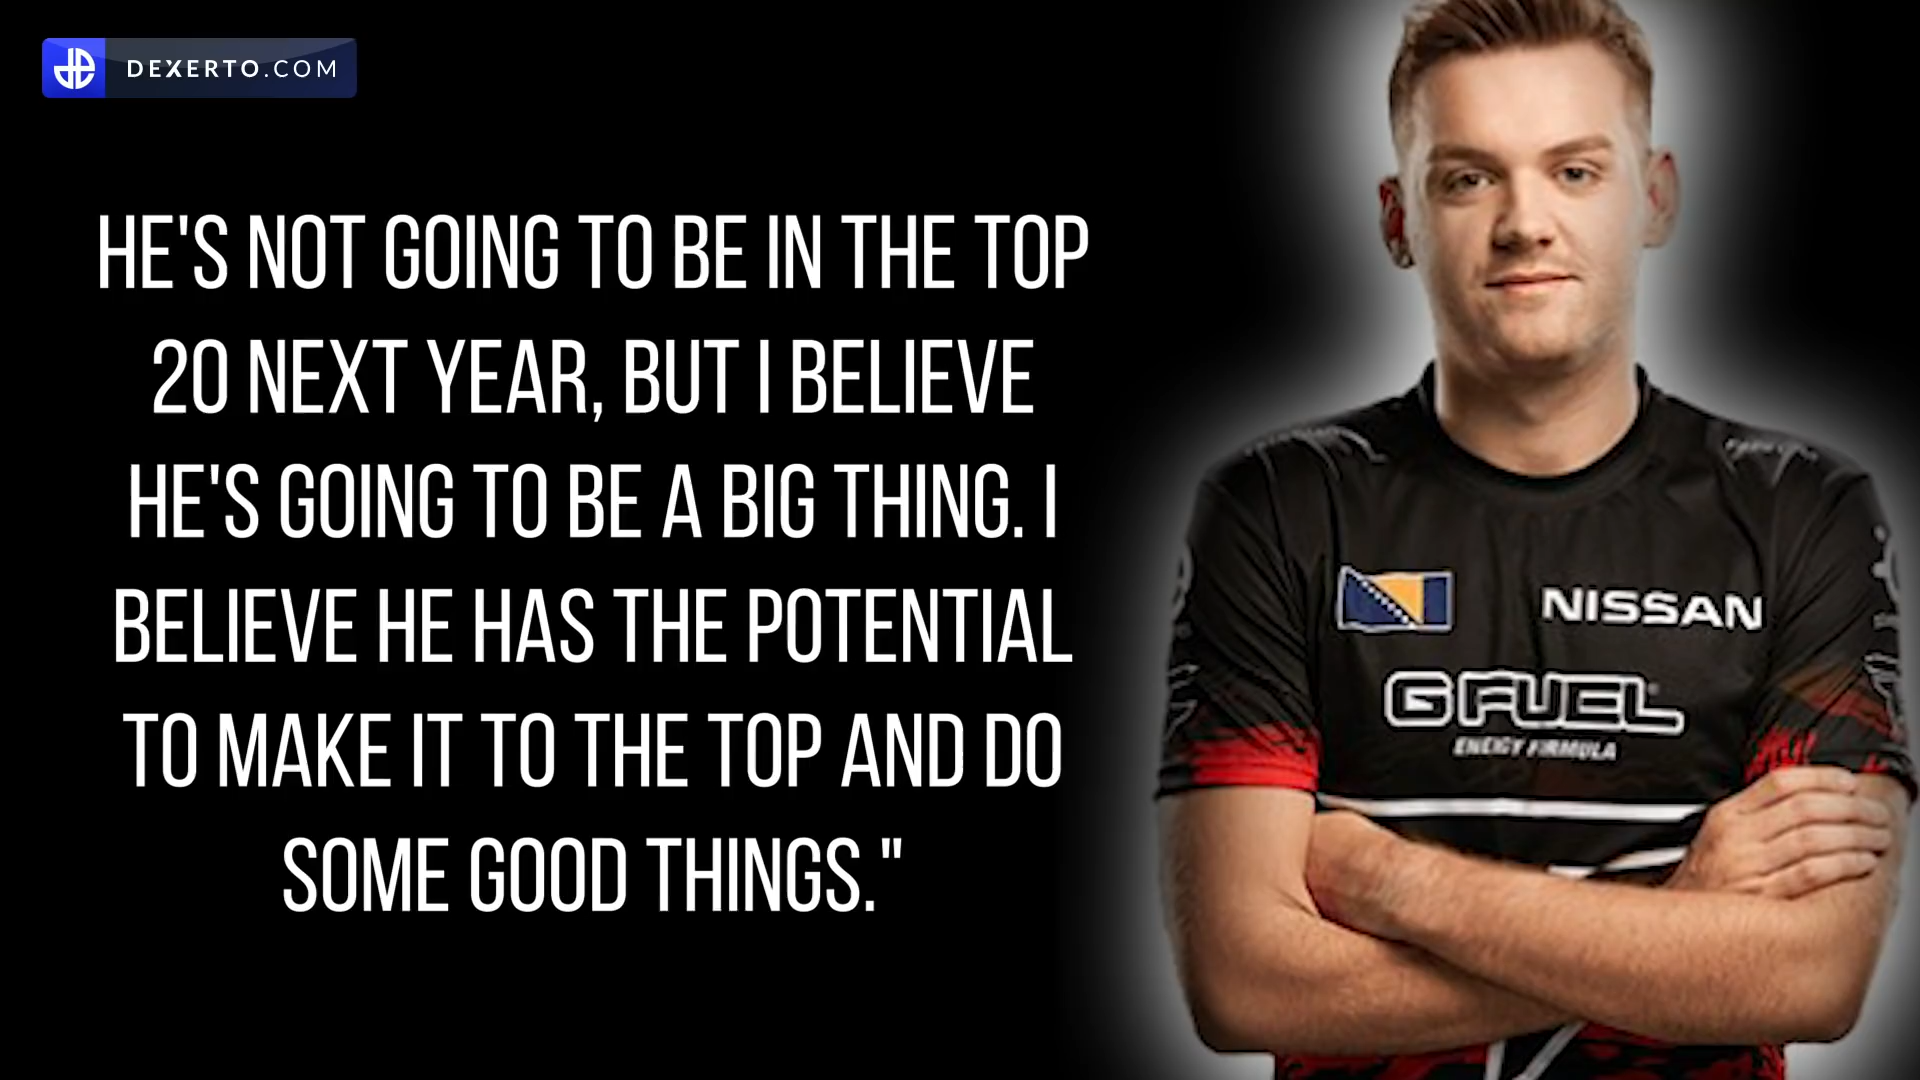 DEXERTO.COM
HE'S NOT GOING TO BE IN THE TOP
20 NEXT YEAR, BUT I BELIEVE
HE'S GOING TO BE A BIG THING. I
BELIEVE HE HAS THE POTENTIAL
TO MAKE IT TO THE TOP AND DO
SOME GOOD THINGS."
NISSAN
G FUEL
ENERGY FORMULA